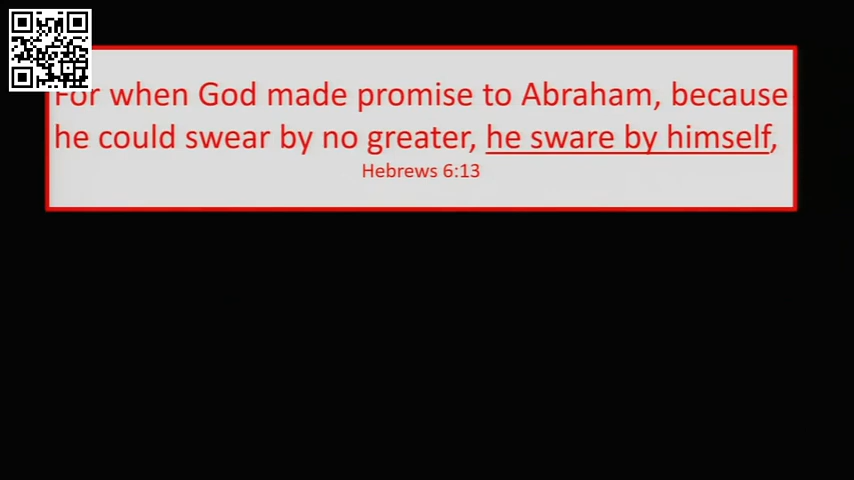 For when God made promise to Abraham, because
he could swear by no greater, he sware by himself,
Hebrews 6:13